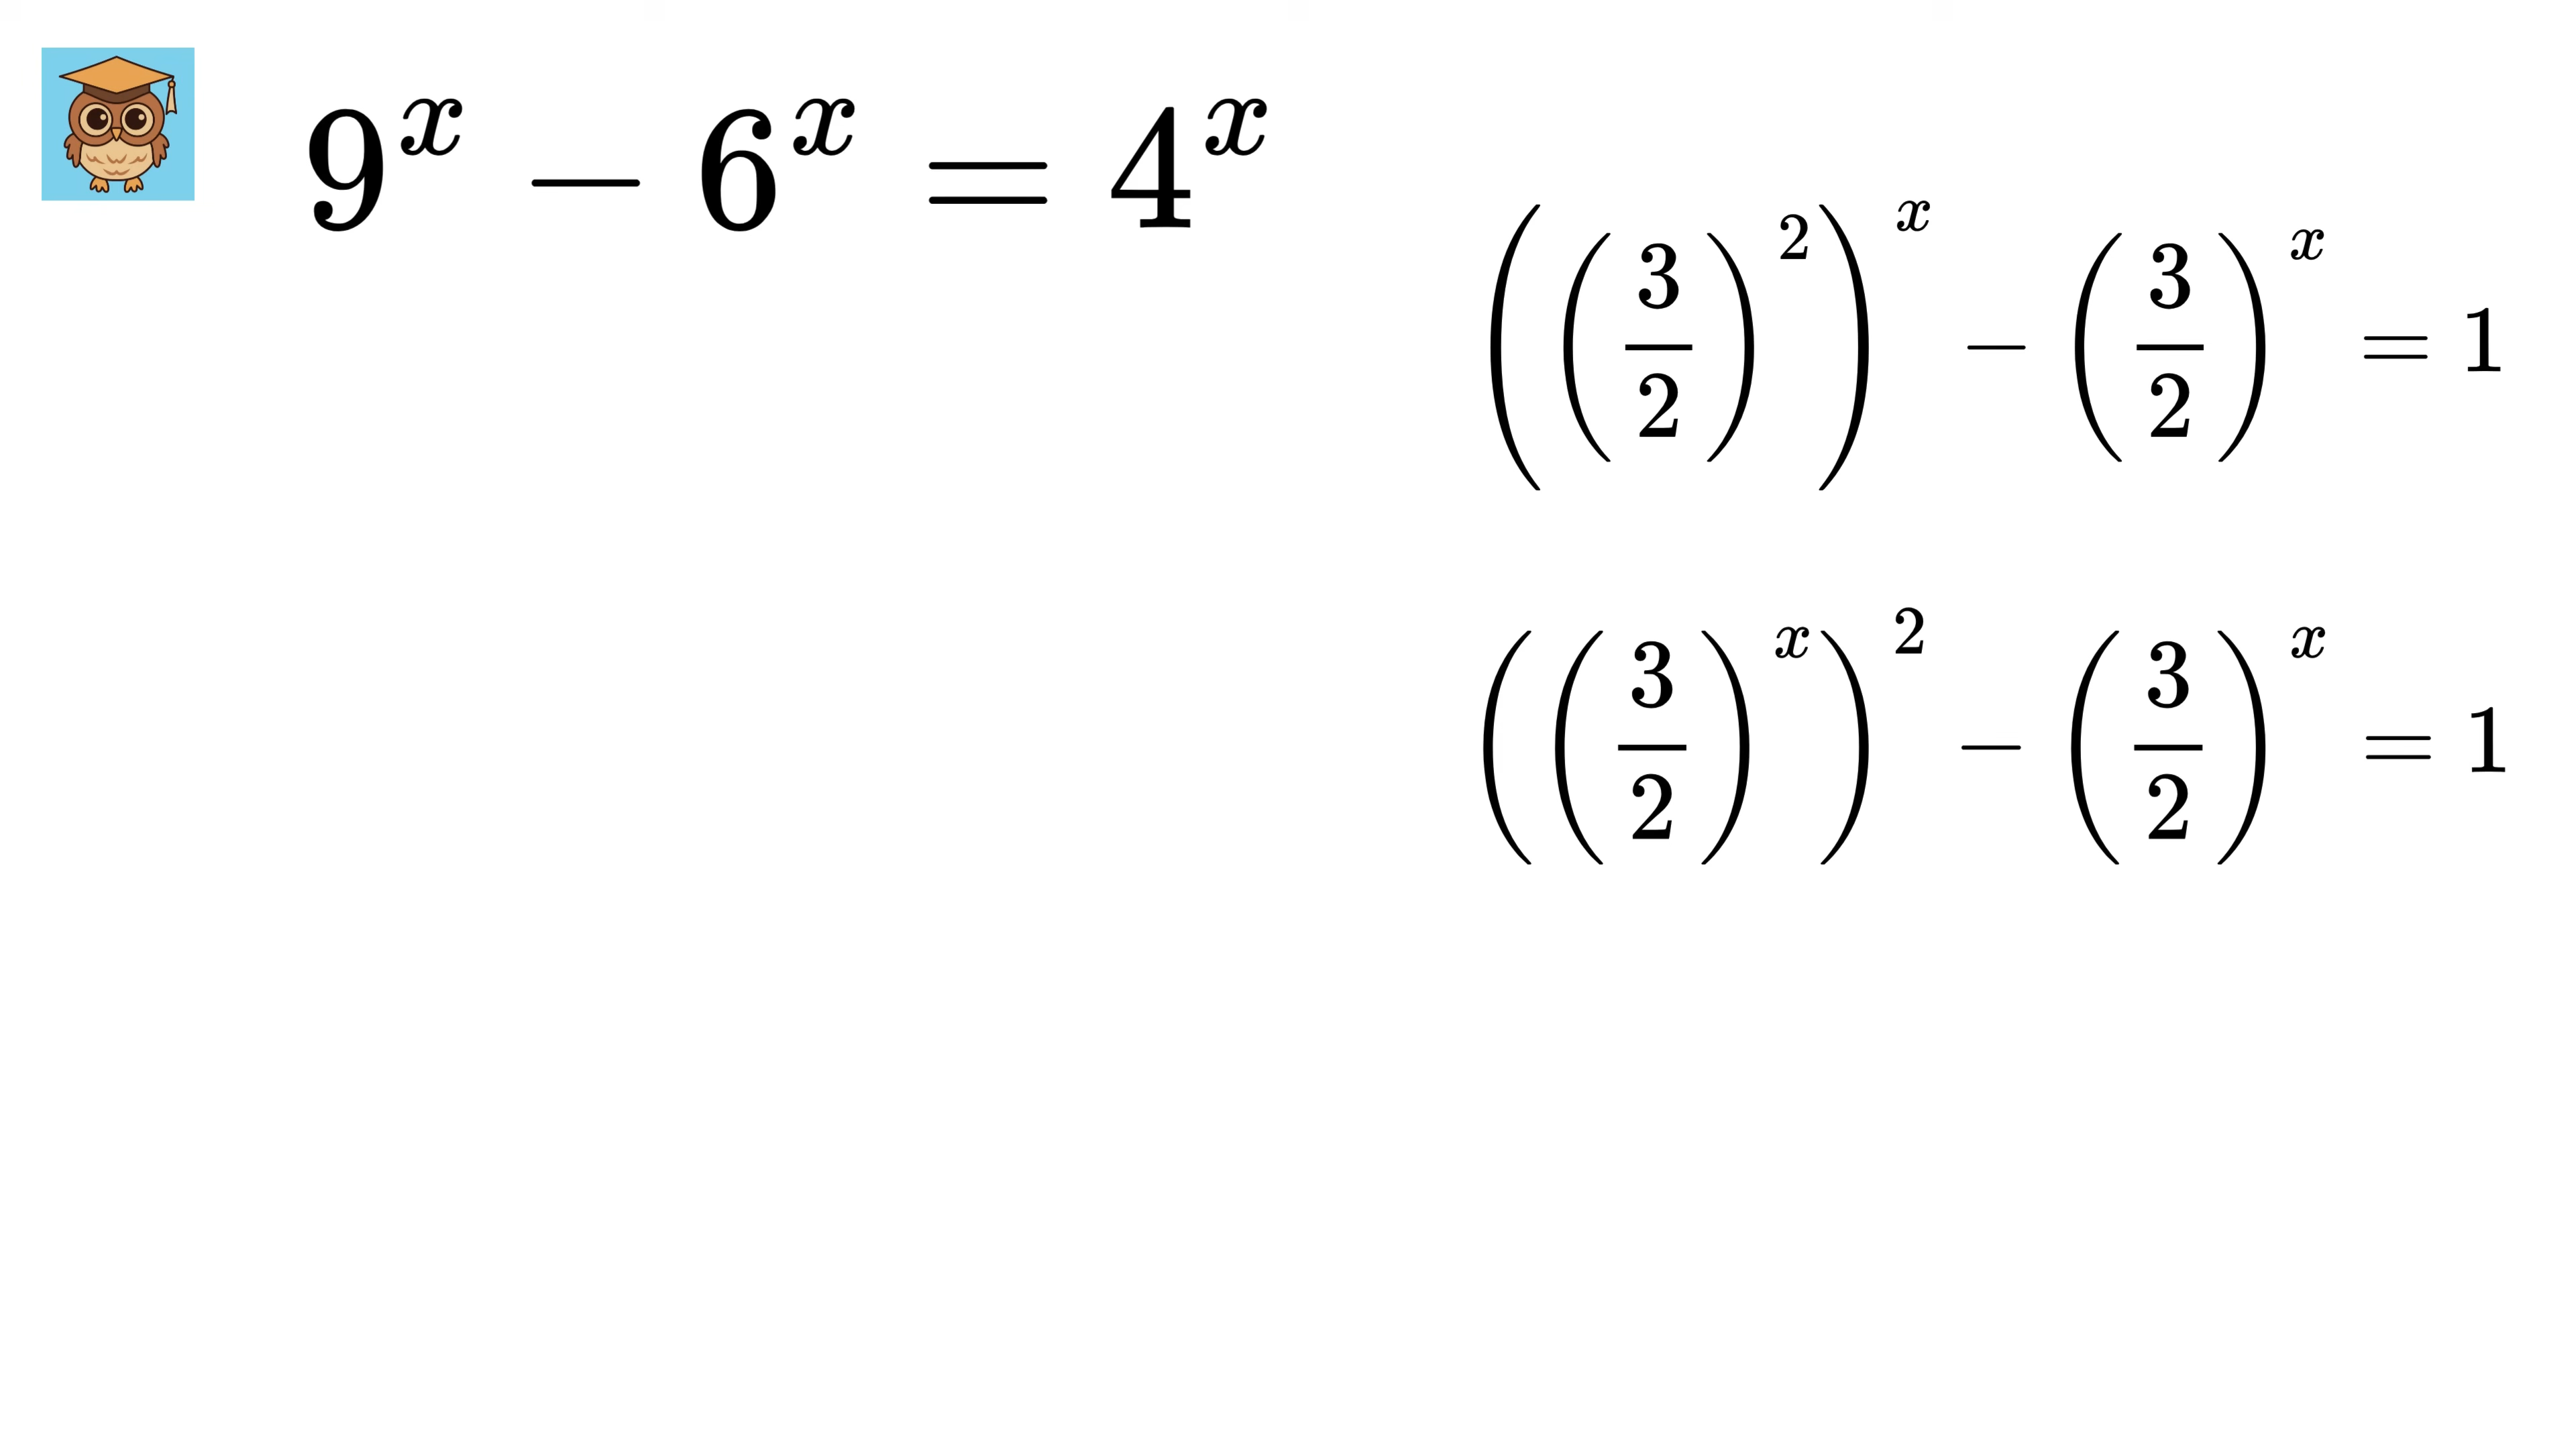 9^x − 6^x = 4^x
((3/2)^2)^x − (3/2)^x = 1
((3/2)^x)^2 − (3/2)^x = 1